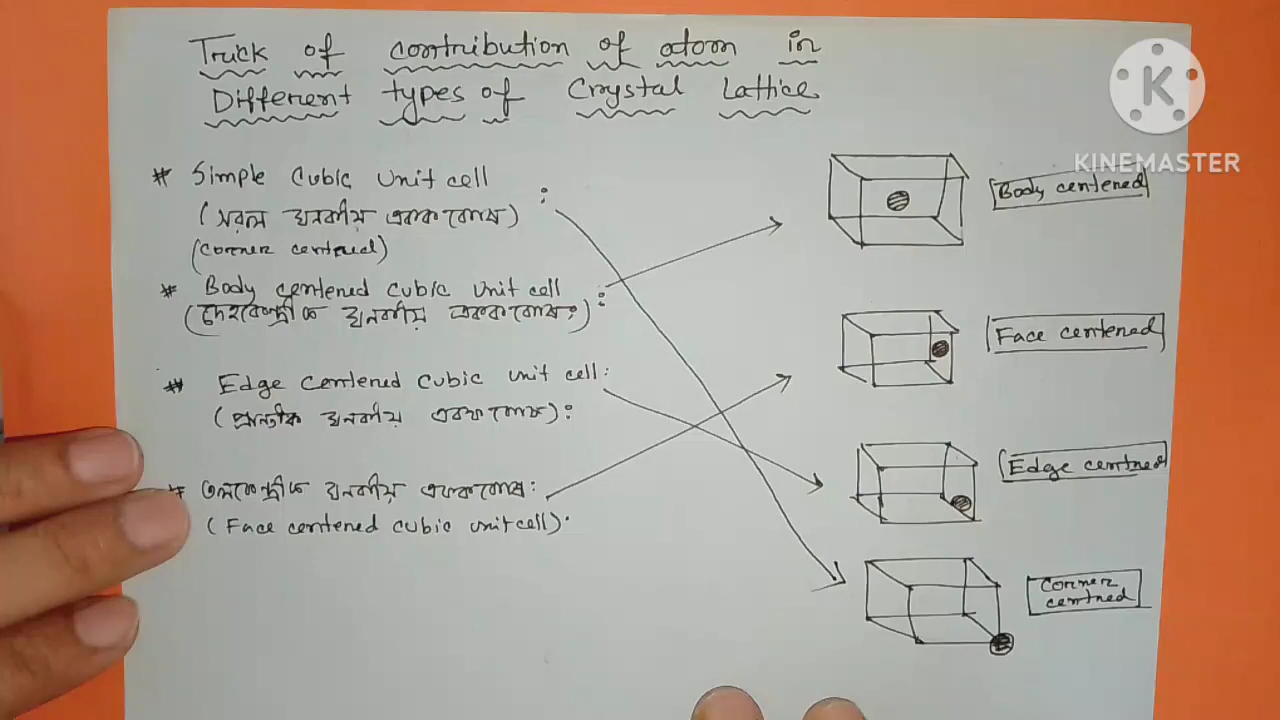 Trick of contribution of atom in
Different types of Crystal Lattice
# Simple Cubic Unit cell :
(সরল ঘনকীয় এককোষ)
(Corner centred)
# Body centered cubic unit cell :
(দেহকেন্দ্রীক ঘনকীয় এককোষ:)
# Edge centered cubic unit cell:
(প্রান্তীক ঘনকীয় এককোষ):
* তলকেন্দ্রীক ঘনকীয় এককোষ:
(Face centered cubic unit cell):
Body centered
Face centered
Edge centred
Corner
centred
K
KINEMASTER